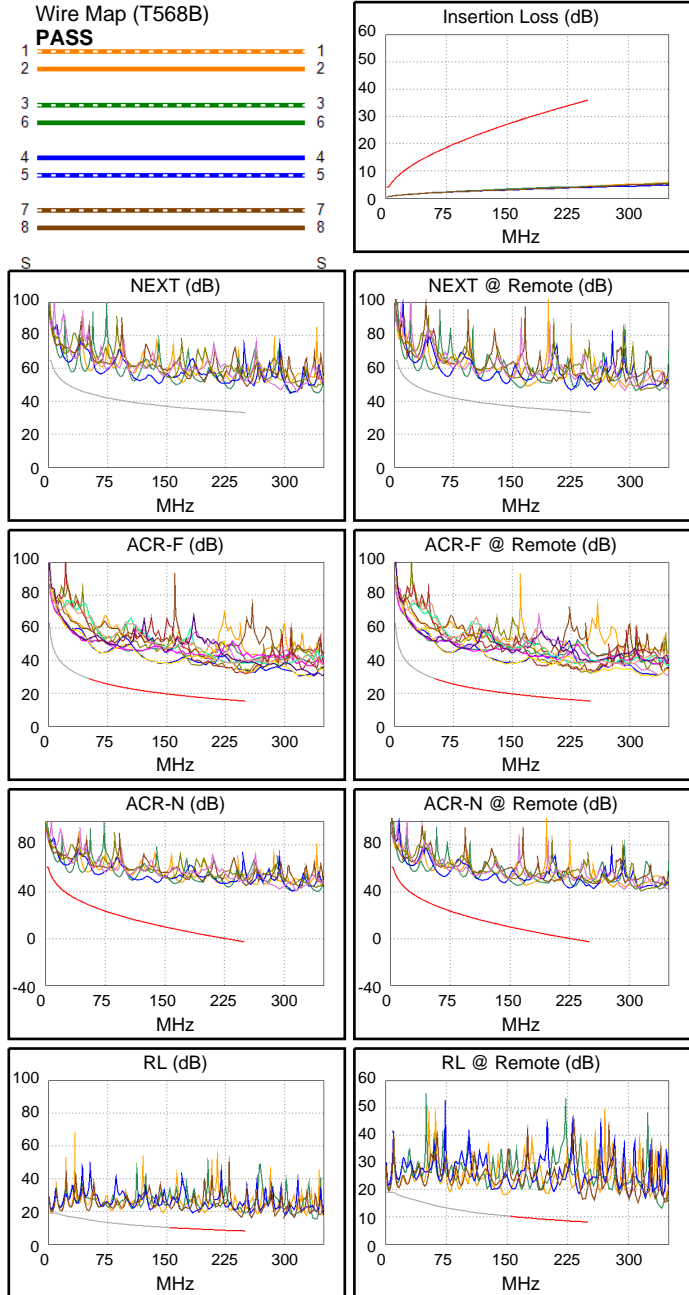 Wire Map (T568B)
PASS
1 1
2 2
3 3
6 6
4 4
5 5
7 7
8 8
S S
Insertion Loss (dB)
60
50
40
30
20
10
0
0 75 150 225 300
MHz
NEXT (dB)
100
80
60
40
20
0
0 75 150 225 300
MHz
NEXT @ Remote (dB)
100
80
60
40
20
0
0 75 150 225 300
MHz
ACR-F (dB)
100
80
60
40
20
0
0 75 150 225 300
MHz
ACR-F @ Remote (dB)
100
80
60
40
20
0
0 75 150 225 300
MHz
ACR-N (dB)
80
40
0
-40
0 75 150 225 300
MHz
ACR-N @ Remote (dB)
80
40
0
-40
0 75 150 225 300
MHz
RL (dB)
100
80
60
40
20
0
0 75 150 225 300
MHz
RL @ Remote (dB)
60
50
40
30
20
10
0
0 75 150 225 300
MHz